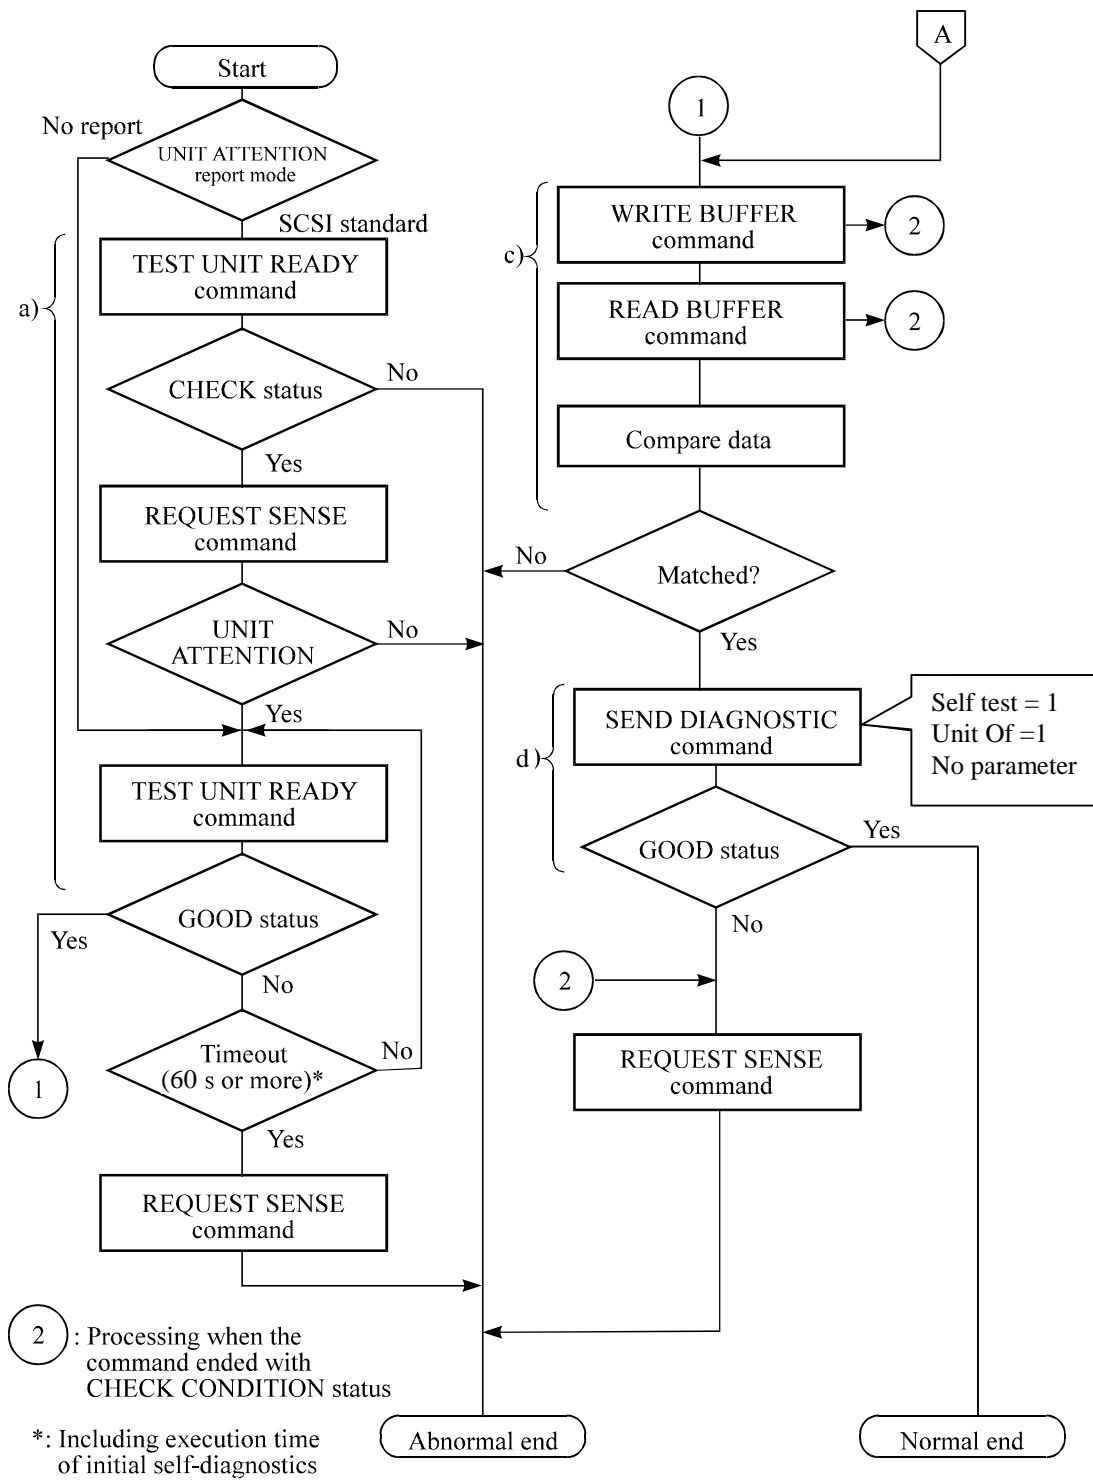 Start
No report
UNIT ATTENTION
report mode
SCSI standard
a)
TEST UNIT READY
command
CHECK status
No
Yes
REQUEST SENSE
command
UNIT
ATTENTION
No
Yes
TEST UNIT READY
command
GOOD status
Yes
No
1
Timeout
(60 s or more)*
No
Yes
REQUEST SENSE
command
2
: Processing when the
command ended with
CHECK CONDITION status
*: Including execution time
of initial self-diagnostics
A
1
c)
WRITE BUFFER
command
2
READ BUFFER
command
2
Compare data
Matched?
No
Yes
d)
SEND DIAGNOSTIC
command
Self test = 1
Unit Of =1
No parameter
GOOD status
Yes
No
2
REQUEST SENSE
command
Abnormal end
Normal end